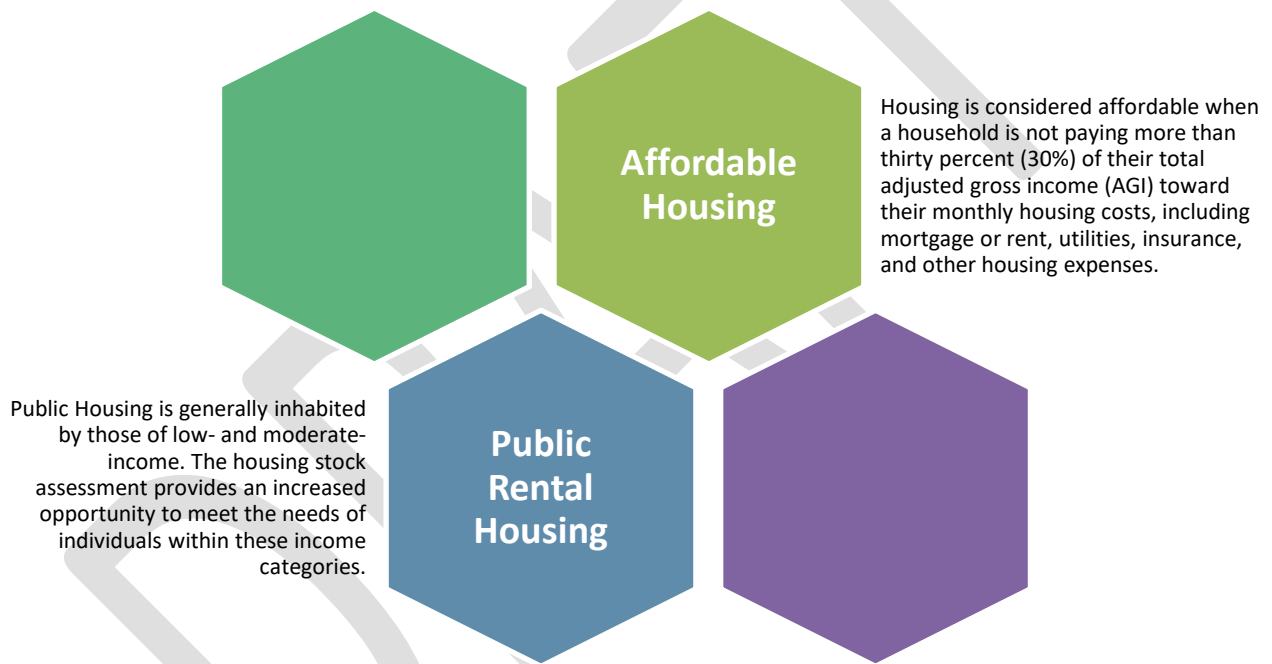 Affordable
Housing
Housing is considered affordable when
a household is not paying more than
thirty percent (30%) of their total
adjusted gross income (AGI) toward
their monthly housing costs, including
mortgage or rent, utilities, insurance,
and other housing expenses.
Public Housing is generally inhabited
by those of low- and moderate-
income. The housing stock
assessment provides an increased
opportunity to meet the needs of
individuals within these income
categories.
Public
Rental
Housing